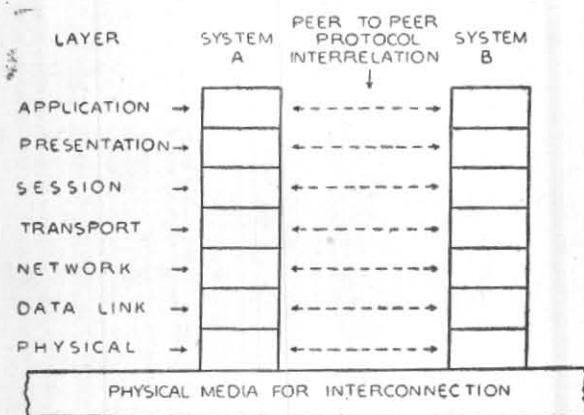 LAYER
SYSTEM
A
PEER TO PEER
PROTOCOL
INTERRELATION
SYSTEM
B
APPLICATION
PRESENTATION
SESSION
TRANSPORT
NETWORK
DATA LINK
PHYSICAL
PHYSICAL MEDIA FOR INTERCONNECTION